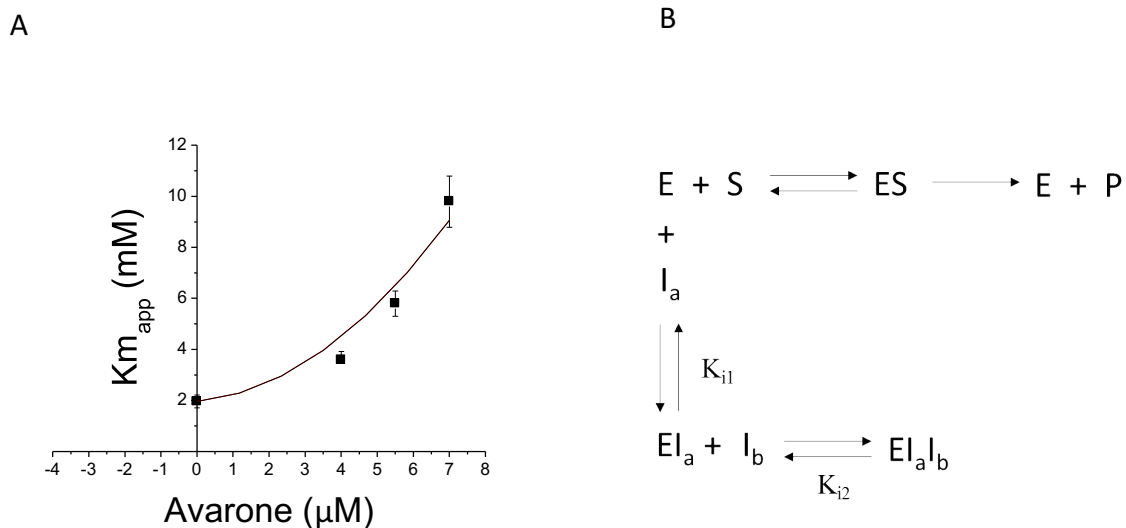 A
B
12
10
8
6
4
2
Km_app (mM)
-4 -3 -2 -1 0 1 2 3 4 5 6 7 8
Avarone (μM)
E + S ES E + P
+
I_a
K_i1
EI_a + I_b EI_aI_b
K_i2